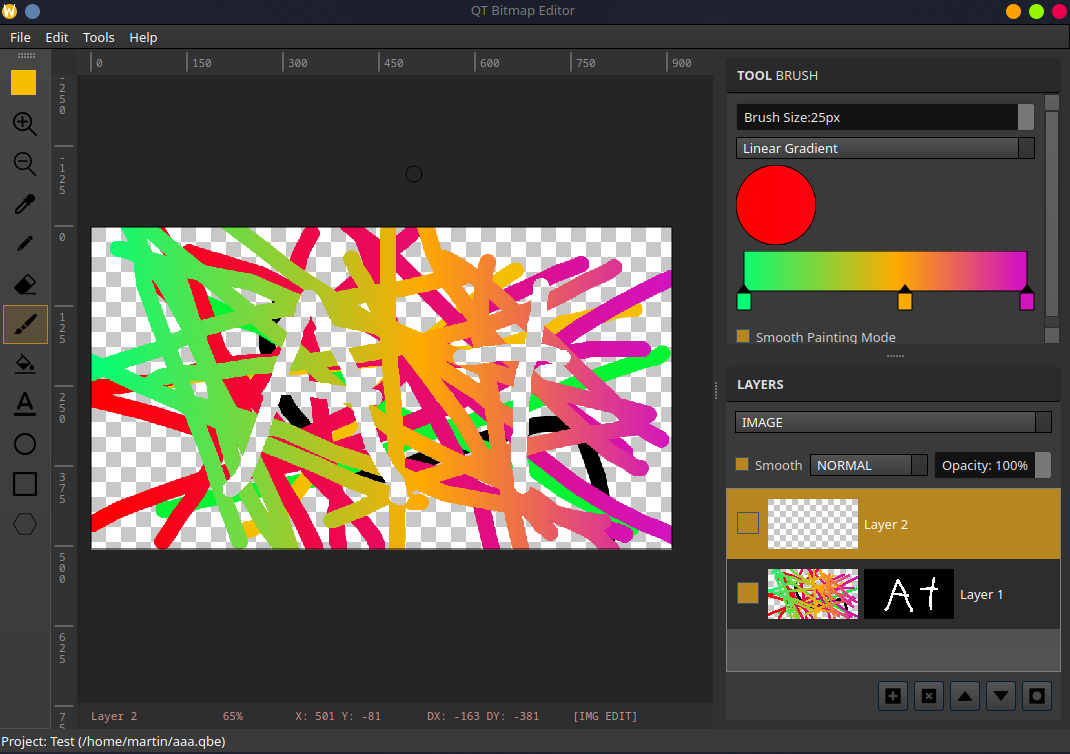 QT Bitmap Editor
File Edit Tools Help
0 150 300 450 600 750 900
-250
-125
0
125
250
375
500
625
75
TOOL BRUSH
Brush Size:25px
Linear Gradient
Smooth Painting Mode
LAYERS
IMAGE
Smooth NORMAL Opacity: 100%
Layer 2
At Layer 1
At
Layer 2 65% X: 501 Y: -81 DX: -163 DY: -381 [IMG EDIT]
Project: Test (/home/martin/aaa.qbe)